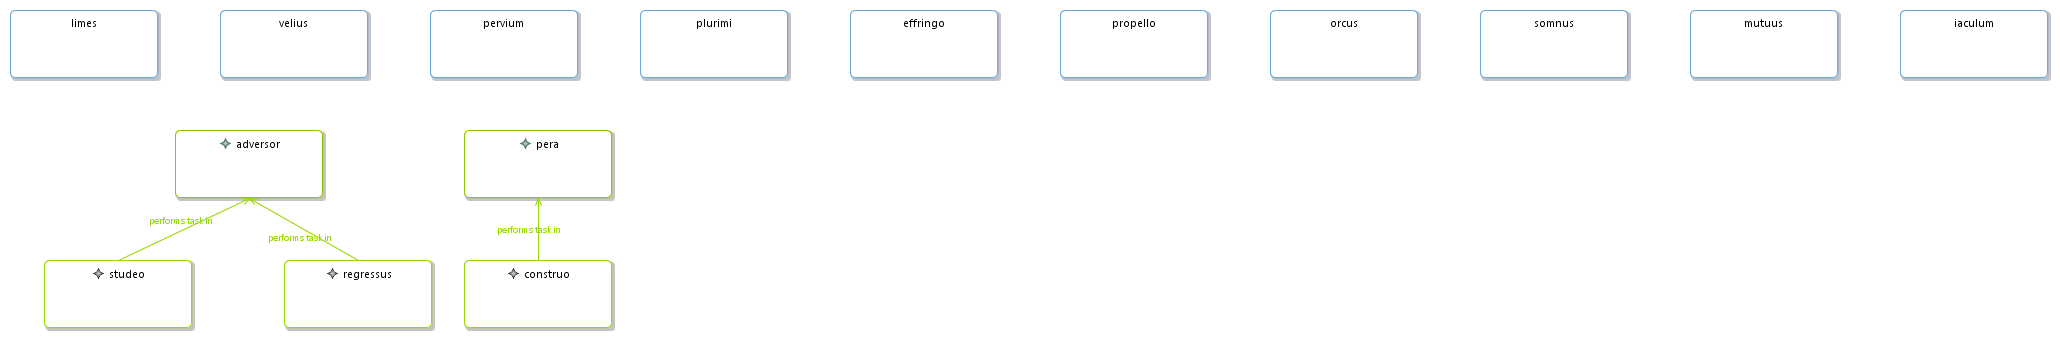 limes
velius
pervium
plurimi
effringo
propello
orcus
somnus
mutuus
iaculum
adversor
pera
performs task in
performs task in
performs task in
studeo
regressus
construo